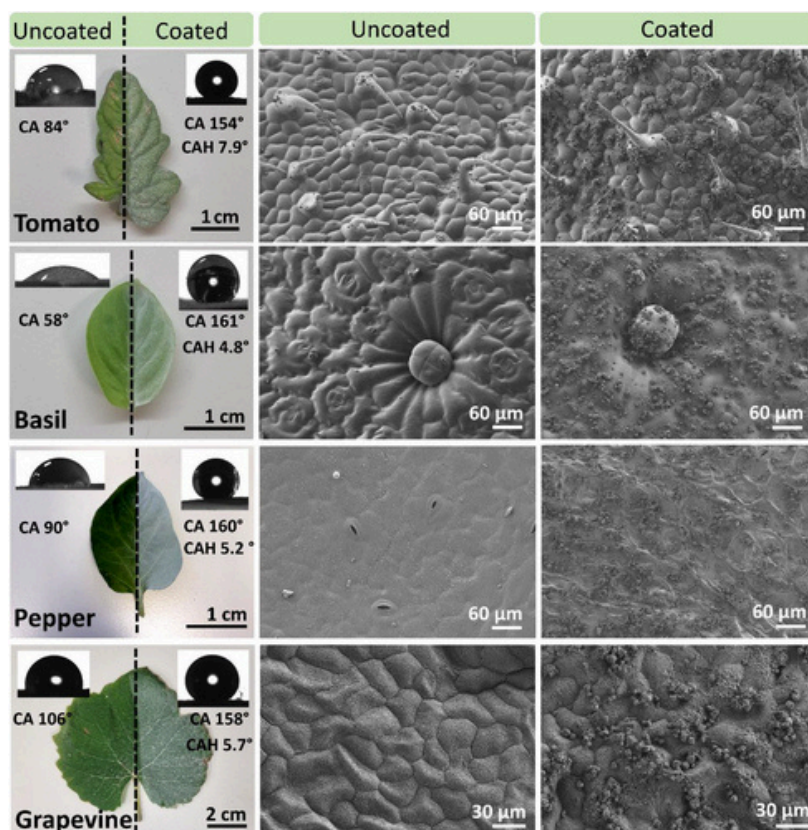 Uncoated Coated Uncoated Coated
CA 84°
CA 154°
CAH 7.9°
Tomato
1 cm
60 µm
60 µm
CA 58°
CA 161°
CAH 4.8°
Basil
1 cm
60 µm
60 µm
CA 90°
CA 160°
CAH 5.2 °
Pepper
1 cm
60 µm
60 µm
CA 106°
CA 158°
CAH 5.7°
Grapevine
2 cm
30 µm
30 µm